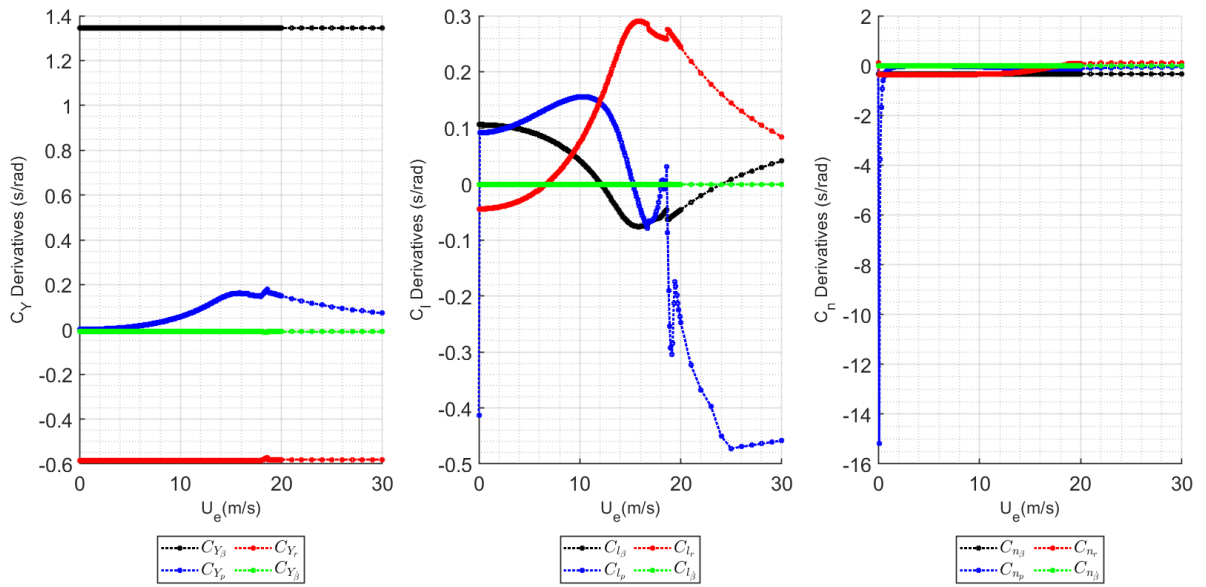 1.4
1.2
1
0.8
0.6
0.4
0.2
0
-0.2
-0.4
-0.6
C_Y Derivatives (s/rad)
0 10 20 30
U_e(m/s)
C_{Y_β} C_{Y_r}
C_{Y_p} C_{Y_β̇}
0.3
0.2
0.1
0
-0.1
-0.2
-0.3
-0.4
-0.5
C_l Derivatives (s/rad)
0 10 20 30
U_e(m/s)
C_{l_β} C_{l_r}
C_{l_p} C_{l_β̇}
2
0
-2
-4
-6
-8
-10
-12
-14
-16
C_n Derivatives (s/rad)
0 10 20 30
U_e(m/s)
C_{n_β} C_{n_r}
C_{n_p} C_{n_β̇}